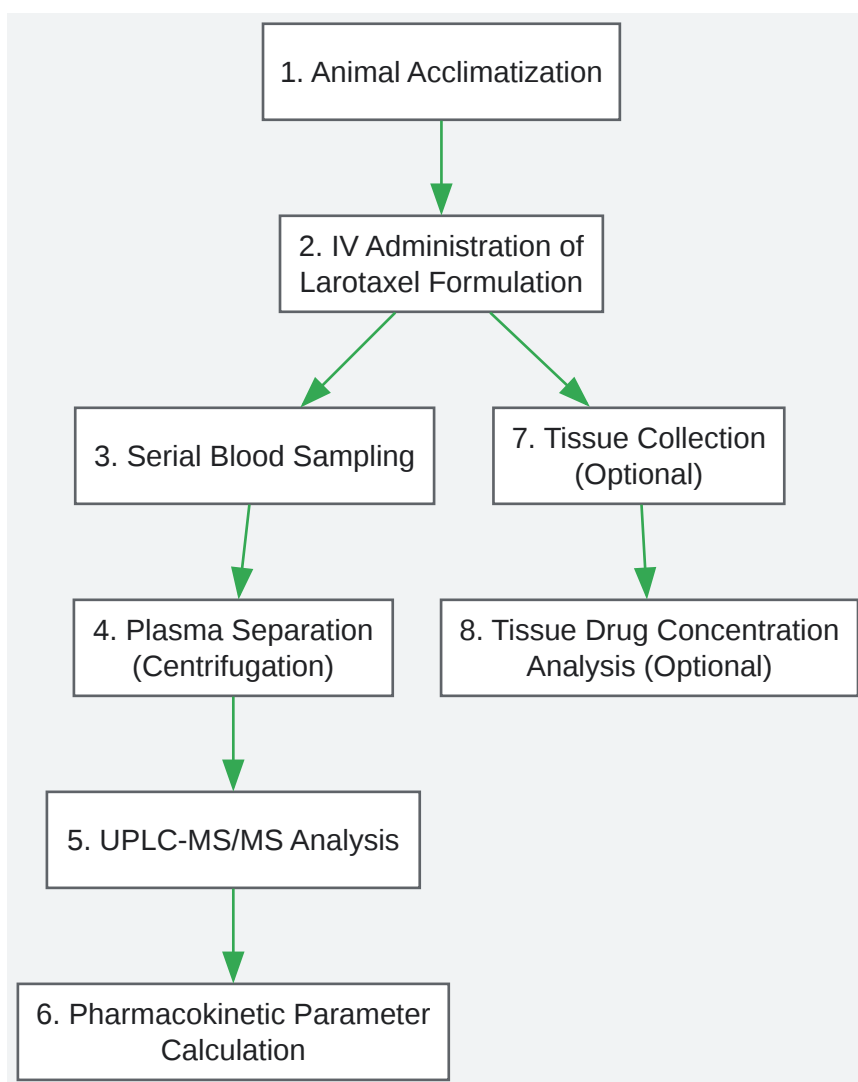 1. Animal Acclimatization
2. IV Administration of
Larotaxel Formulation
3. Serial Blood Sampling
7. Tissue Collection
(Optional)
4. Plasma Separation
(Centrifugation)
8. Tissue Drug Concentration
Analysis (Optional)
5. UPLC-MS/MS Analysis
6. Pharmacokinetic Parameter
Calculation